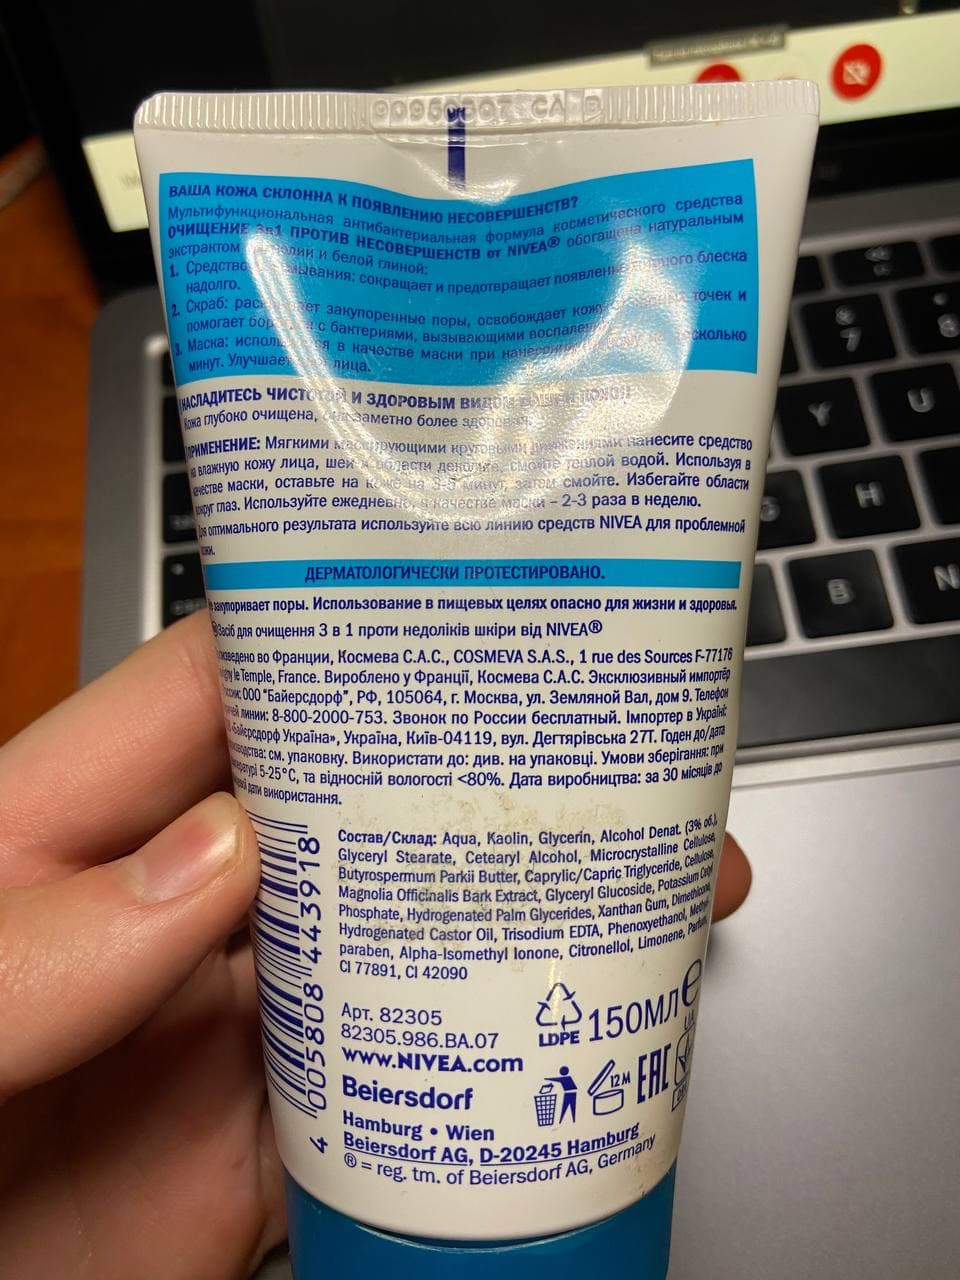 ВАША КОЖА СКЛОННА К ПОЯВЛЕНИЮ НЕСОВЕРШЕНСТВ?
Мультифункциональная антибактериальная формула косметического средства
ОЧИЩЕНИЕ 3в1 ПРОТИВ НЕСОВЕРШЕНСТВ от NIVEA® обогащена натуральным
экстрактом и белой глиной:
1. Средство сокращает и предотвращает появление блеска
надолго.
2. Скраб: закупоренные поры, освобождает точек и
помогает с бактериями, вызывающими
3. Маска: в качестве маски при
минут. Улучшает лица.
НАСЛАДИТЕСЬ ЧИСТОТОЙ И ЗДОРОВЫМ ВИДОМ
Кожа глубоко очищена, заметно более
ПРИМЕНЕНИЕ: Мягкими массирующими круговыми движениями нанесите средство
на влажную кожу лица, шеи и области декольте, смойте теплой водой. Используя в
качестве маски, оставьте на коже на 3-5 минут, затем смойте. Избегайте области
вокруг глаз. Используйте ежедневно, в качестве маски – 2-3 раза в неделю.
Для оптимального результата используйте всю линию средств NIVEA для проблемной
кожи.
ДЕРМАТОЛОГИЧЕСКИ ПРОТЕСТИРОВАНО.
закупоривает поры. Использование в пищевых целях опасно для жизни и здоровья.
Засіб для очищення 3 в 1 проти недоліків шкіри від NIVEA®
во Франции, Космева С.А.С., COSMEVA S.A.S., 1 rue des Sources F-77176
le Temple, France. Вироблено у Франції, Космева С.А.С. Эксклюзивный импортёр
ООО "Байерсдорф", РФ, 105064, г. Москва, ул. Земляной Вал, дом 9. Телефон
линии: 8-800-2000-753. Звонок по России бесплатный. Імпортер в Україні:
«Байєрсдорф Україна», Україна, Київ-04119, вул. Дегтярівська 27Т. Годен до/дата
см. упаковку. Використати до: див. на упаковці. Умови зберігання: при
5-25°С, та відносній вологості <80%. Дата виробництва: за 30 місяців до
дати використання.
Состав/Склад: Aqua, Kaolin, Glycerin, Alcohol Denat. (3% об.),
Glyceryl Stearate, Cetearyl Alcohol, Microcrystalline Cellulose,
Butyrospermum Parkii Butter, Caprylic/Capric Triglyceride, Cellulose,
Magnolia Officinalis Bark Extract, Glyceryl Glucoside, Potassium Cetyl
Phosphate, Hydrogenated Palm Glycerides, Xanthan Gum, Dimethicone,
Hydrogenated Castor Oil, Trisodium EDTA, Phenoxyethanol, Methyl-
paraben, Alpha-Isomethyl Ionone, Citronellol, Limonene, Parfum,
CI 77891, CI 42090
4 005808 443918
Арт. 82305
82305.986.BA.07
www.NIVEA.com
Beiersdorf
Hamburg • Wien
Beiersdorf AG, D-20245 Hamburg
® = reg. tm. of Beiersdorf AG, Germany
LDPE
150МЛ e
12 M
EAC
Y
U
G
H
B
N
7